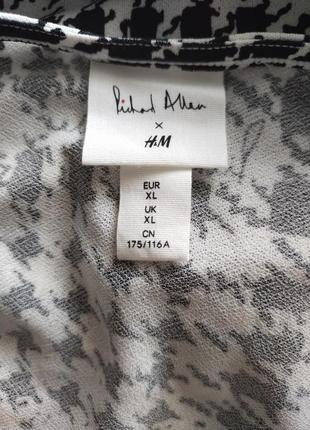 Richard Allan
×
H&M
EUR
XL
UK
XL
CN
175/116A